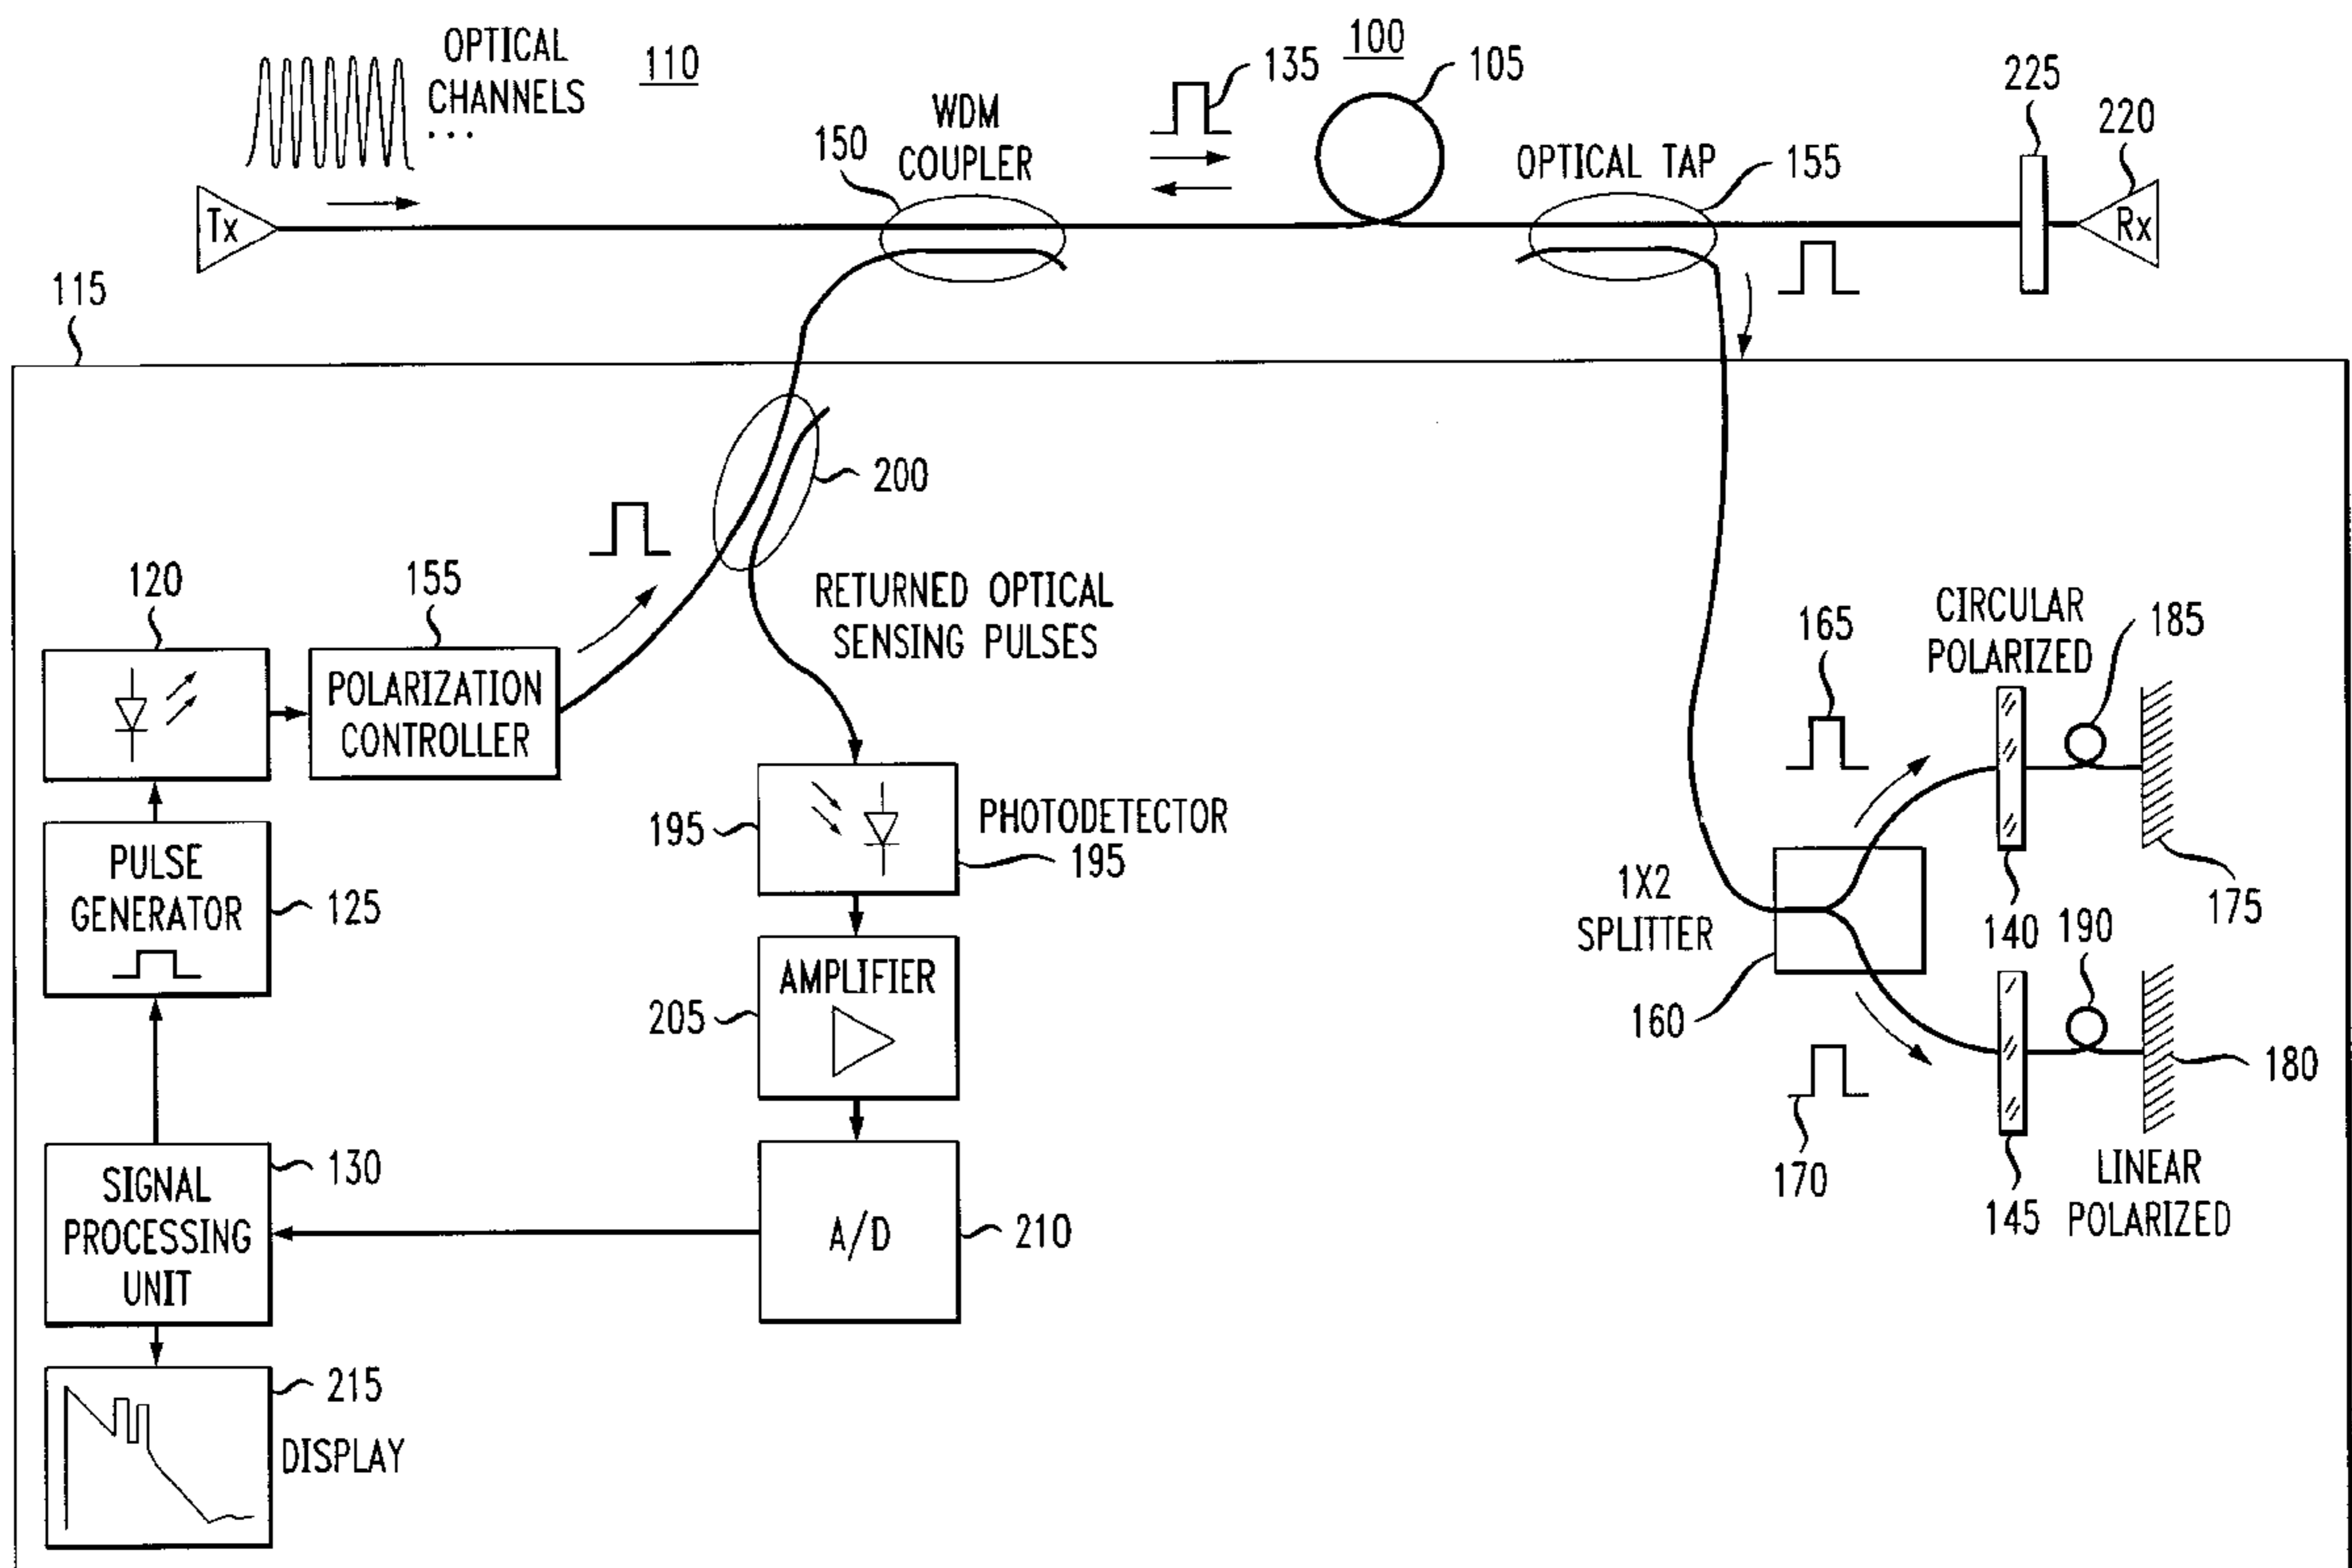 OPTICAL
CHANNELS
...
110
WDM
COUPLER
150
135
100
105
OPTICAL TAP
155
225
220
Tx
Rx
115
200
RETURNED OPTICAL
SENSING PULSES
120
155
POLARIZATION
CONTROLLER
165
CIRCULAR
POLARIZED
185
195
PHOTODETECTOR
195
PULSE
GENERATOR
125
1X2
SPLITTER
160
140
175
190
AMPLIFIER
205
170
180
145
LINEAR
POLARIZED
SIGNAL
PROCESSING
UNIT
130
A/D
210
215
DISPLAY